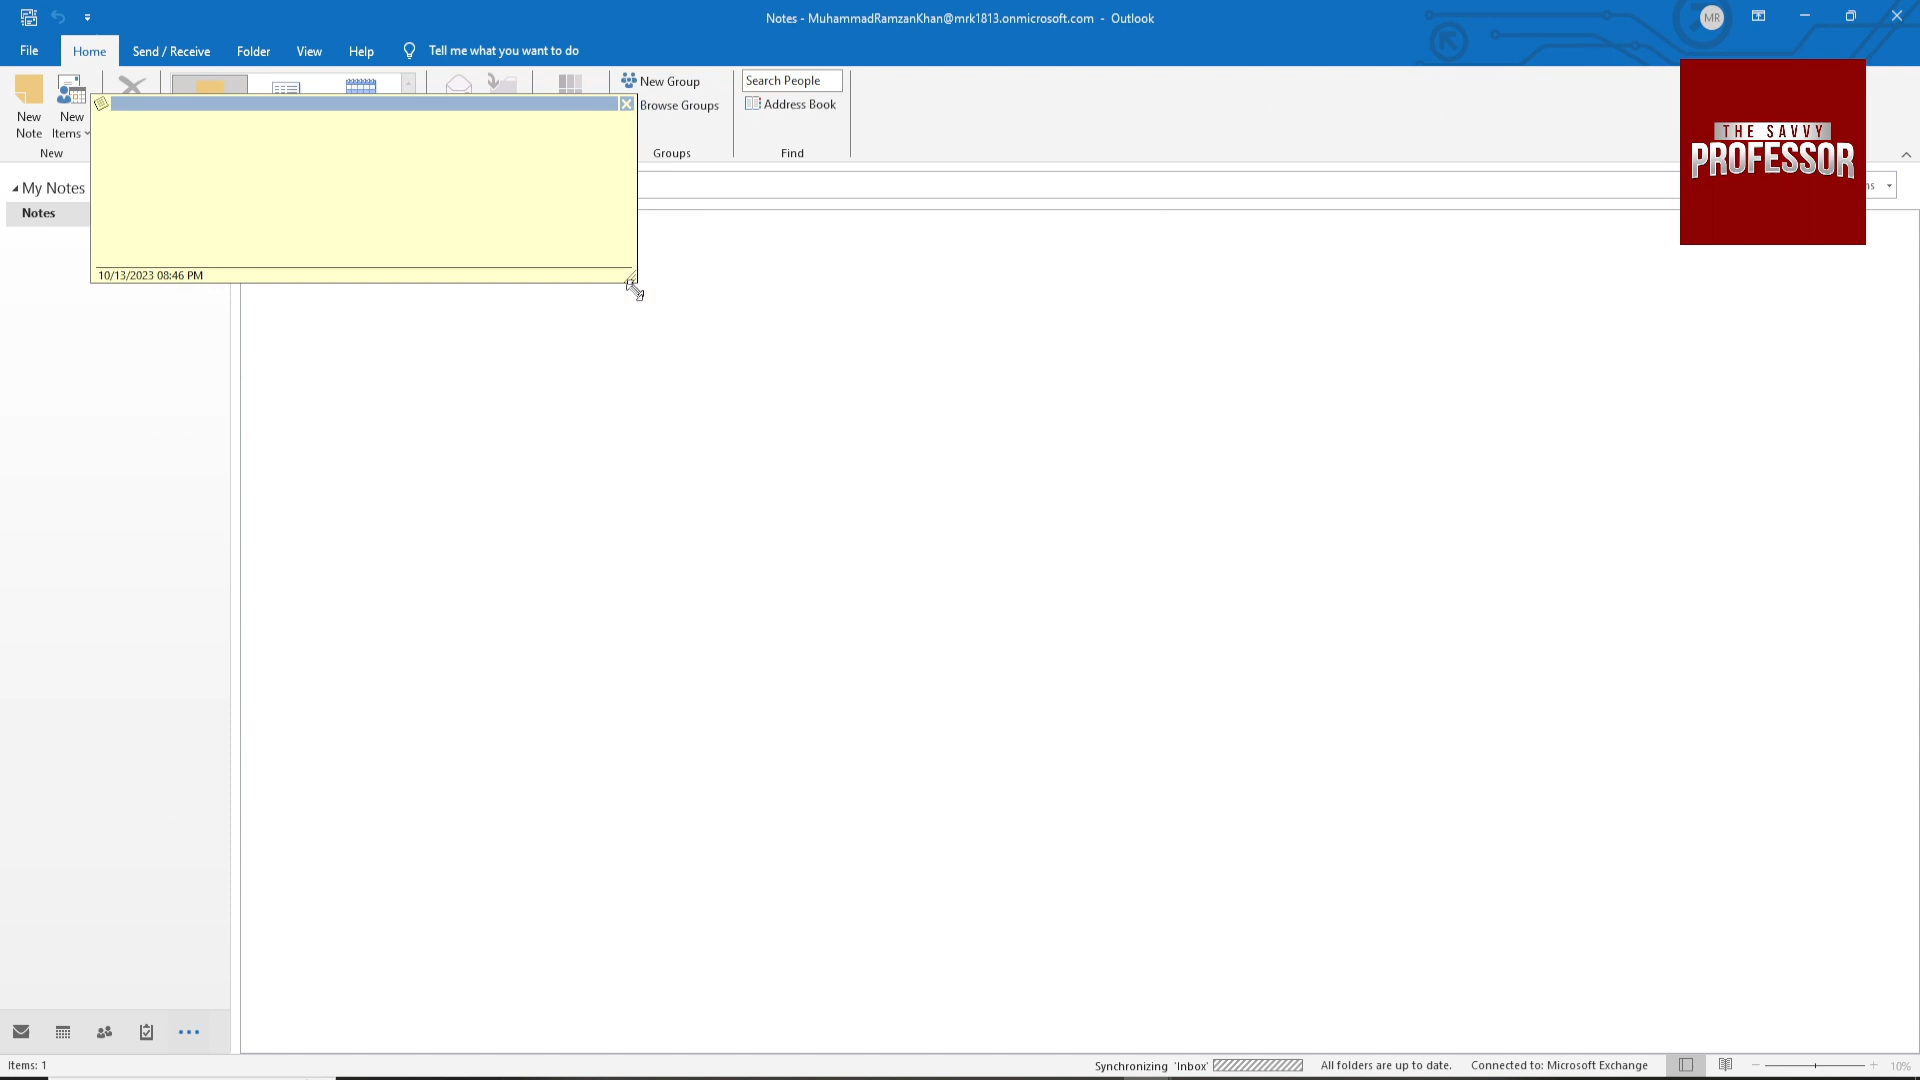 Notes - MuhammadRamzanKhan@mrk1813.onmicrosoft.com - Outlook
MR
File
Home
Send / Receive
Folder
View
Help
Tell me what you want to do
New Note
New Items
New
New Group
Browse Groups
Groups
Search People
Address Book
Find
THE SAVVY
PROFESSOR
My Notes
Notes
10/13/2023 08:46 PM
Items: 1
Synchronizing 'Inbox'
All folders are up to date.
Connected to: Microsoft Exchange
10%